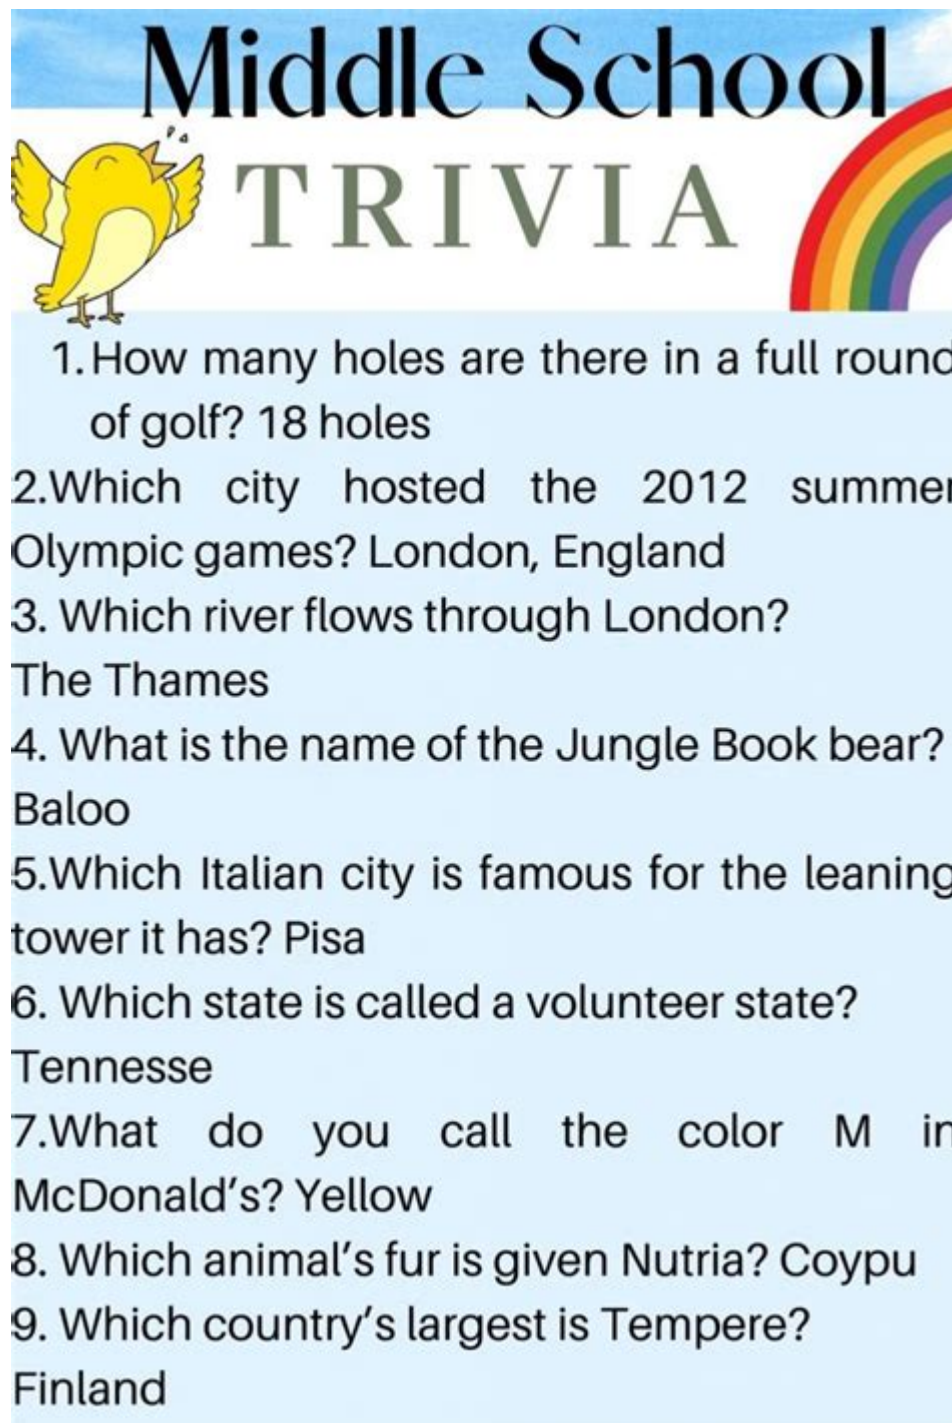 Middle School
TRIVIA
1. How many holes are there in a full round
of golf? 18 holes
2.Which city hosted the 2012 summer
Olympic games? London, England
3. Which river flows through London?
The Thames
4. What is the name of the Jungle Book bear?
Baloo
5.Which Italian city is famous for the leaning
tower it has? Pisa
6. Which state is called a volunteer state?
Tennesse
7.What do you call the color M in
McDonald's? Yellow
8. Which animal's fur is given Nutria? Coypu
9. Which country's largest is Tempere?
Finland